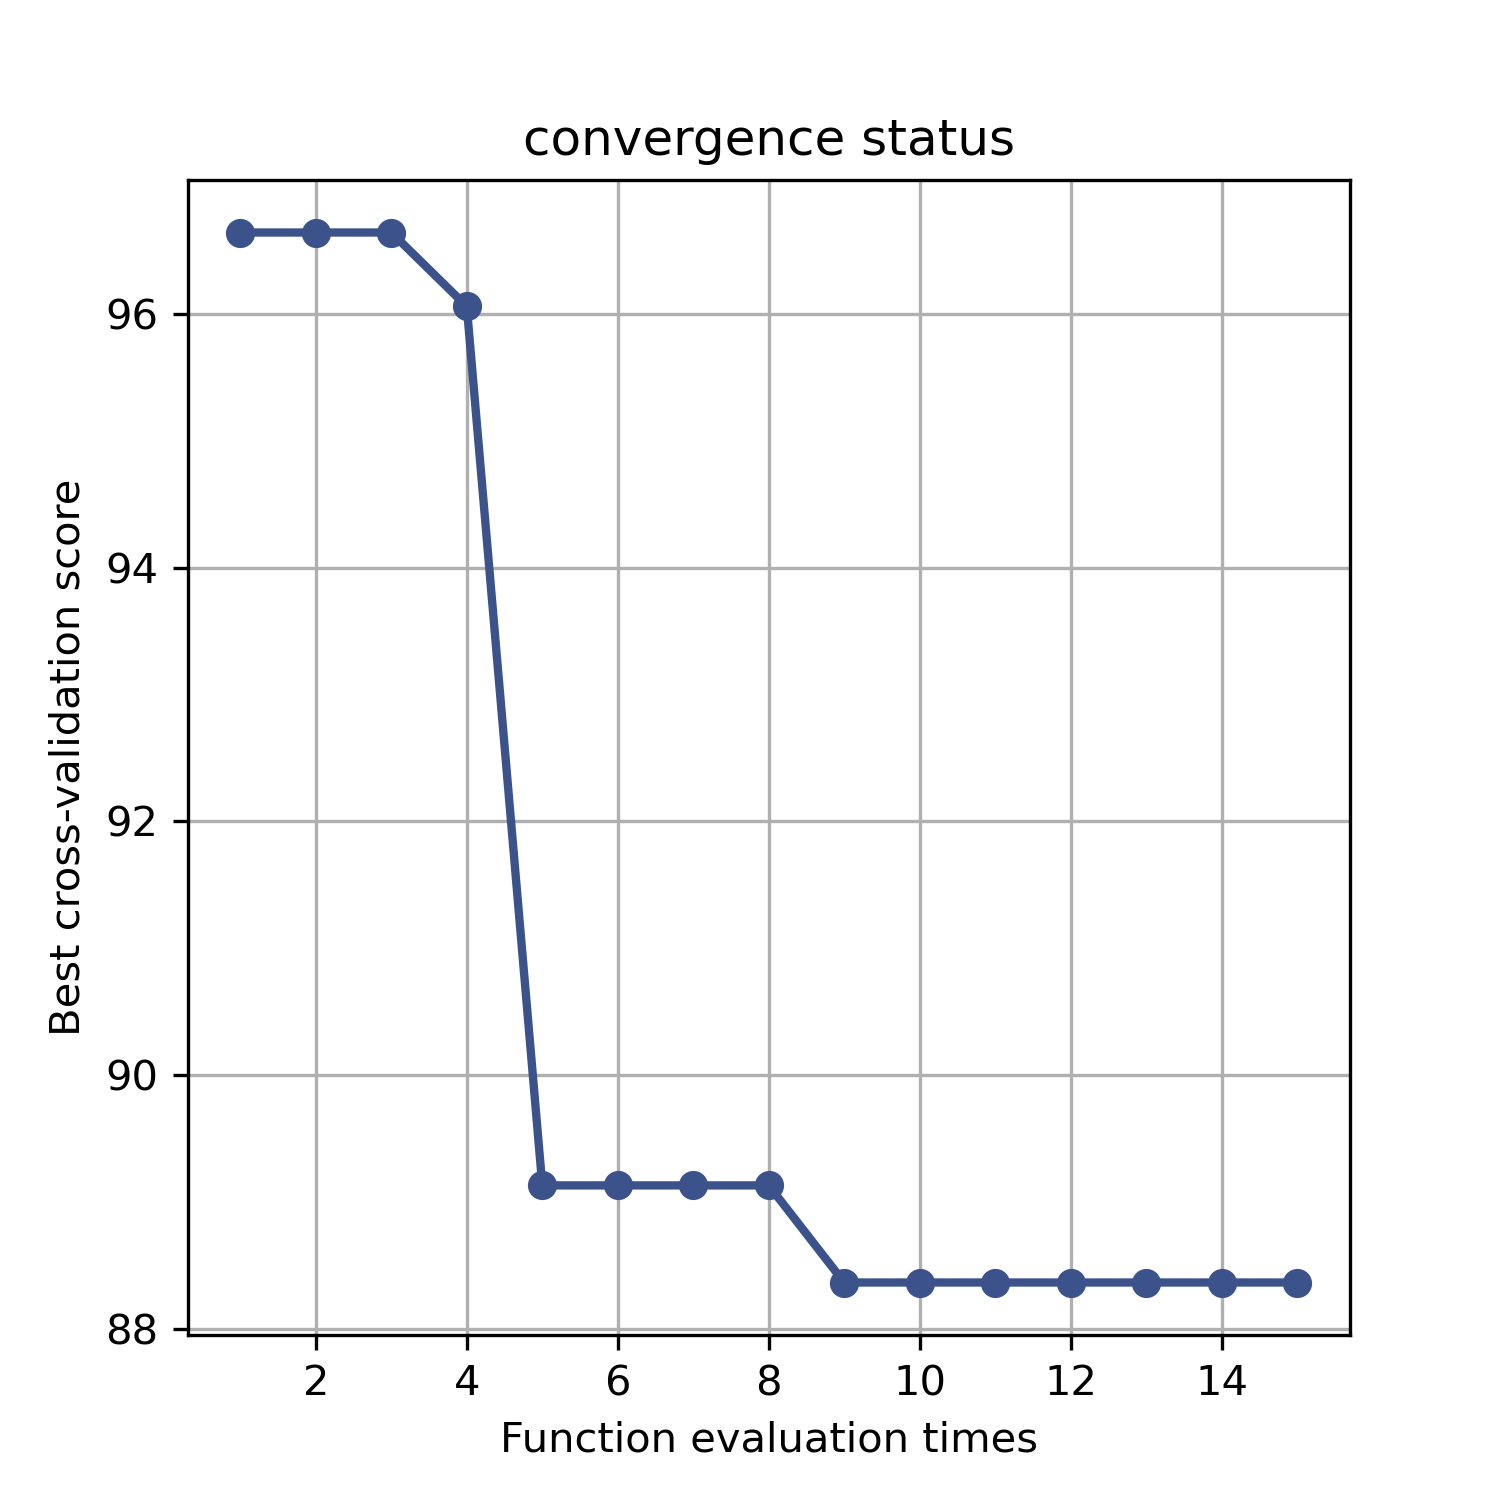 convergence status
Best cross-validation score
96
94
92
90
88
2 4 6 8 10 12 14
Function evaluation times